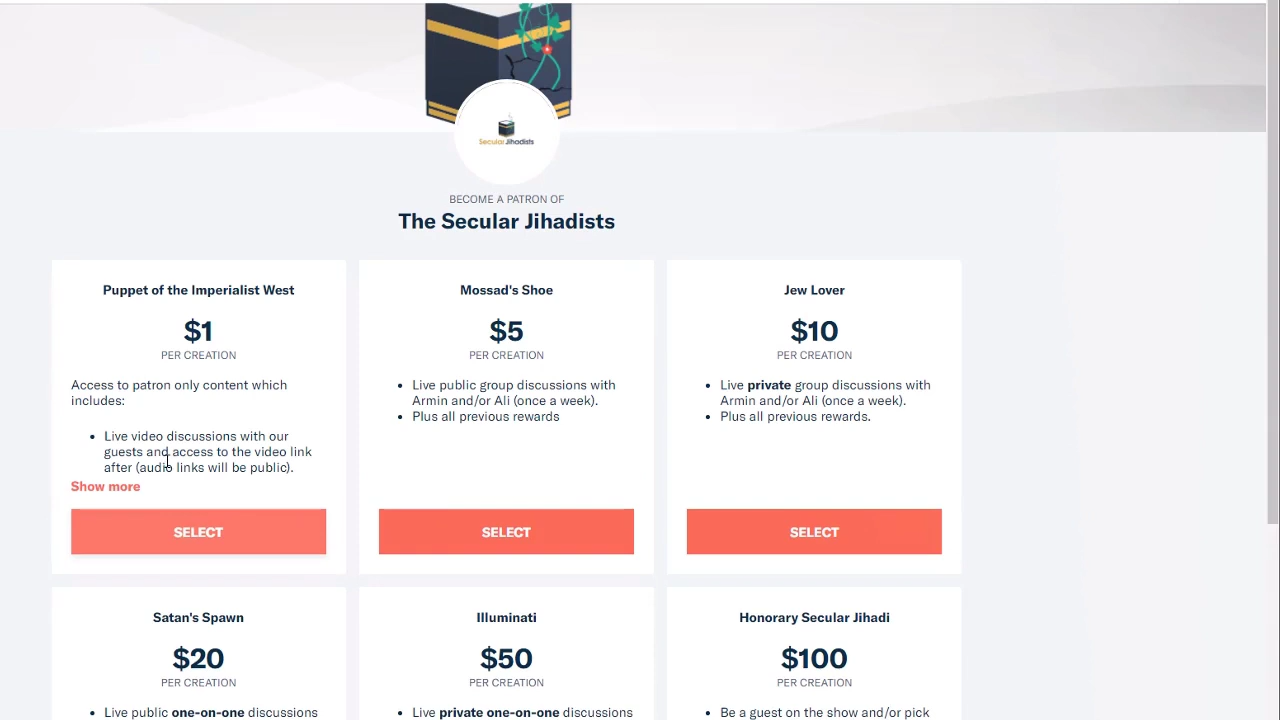 Secular Jihadists
BECOME A PATRON OF
The Secular Jihadists
Puppet of the Imperialist West
$1
PER CREATION
Access to patron only content which
includes:
Live video discussions with our
guests and access to the video link
after (audio links will be public).
Show more
SELECT
Mossad's Shoe
$5
PER CREATION
Live public group discussions with
Armin and/or Ali (once a week).
Plus all previous rewards
SELECT
Jew Lover
$10
PER CREATION
Live private group discussions with
Armin and/or Ali (once a week).
Plus all previous rewards.
SELECT
Satan's Spawn
$20
PER CREATION
Live public one-on-one discussions
Illuminati
$50
PER CREATION
Live private one-on-one discussions
Honorary Secular Jihadi
$100
PER CREATION
Be a guest on the show and/or pick